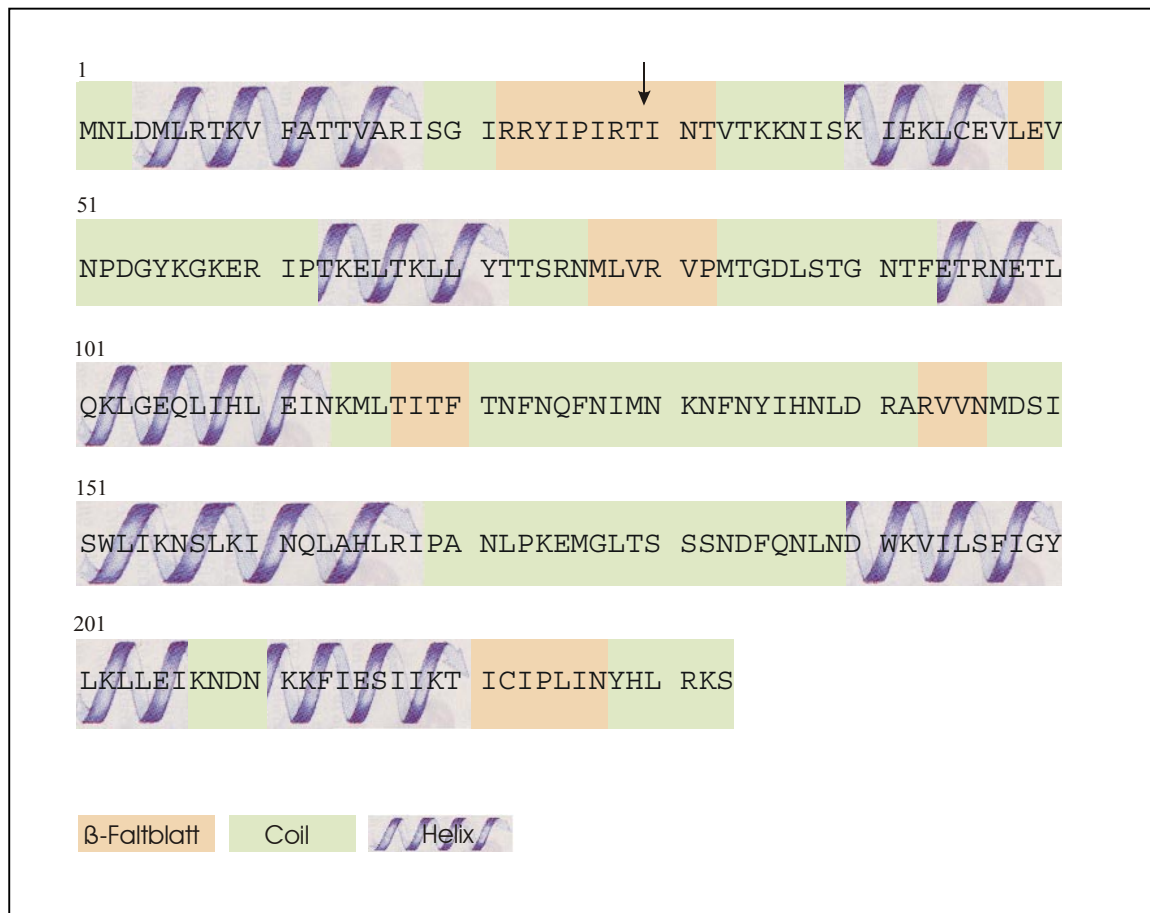 1
MNLDMLRTKV FATTVARISG IRRYIPIRTI NTVTKKNISK IEKLCEVLEV
51
NPDGYKGKER IPTKELTKLL YTTSRNMLVR VPMTGDLSTG NTFETRNETL
101
QKLGEQLIHL EINKMLTITF TNFNQFNIMN KNFNYIHNLD RARVVNMDSI
151
SWLIKNSLKI NQLAHLRIPA NLPKEMGLTS SSNDFQNLND WKVILSFIGY
201
LKLLEIKNDN KKFIESIIKT ICIPLINYHL RKS
ß-Faltblatt Coil Helix